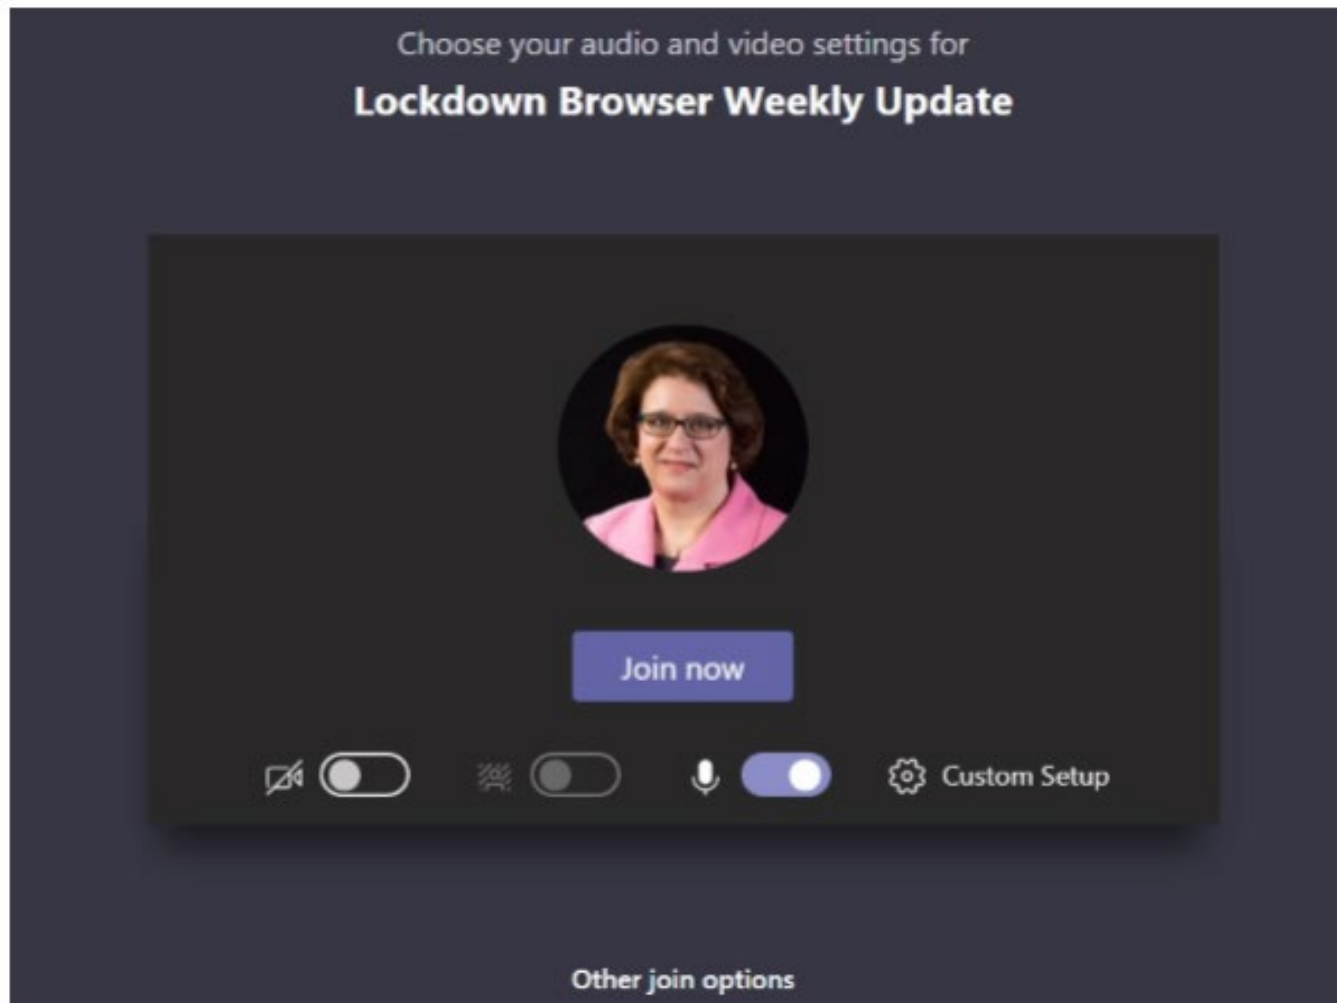 Choose your audio and video settings for
Lockdown Browser Weekly Update
Join now
Custom Setup
Other join options